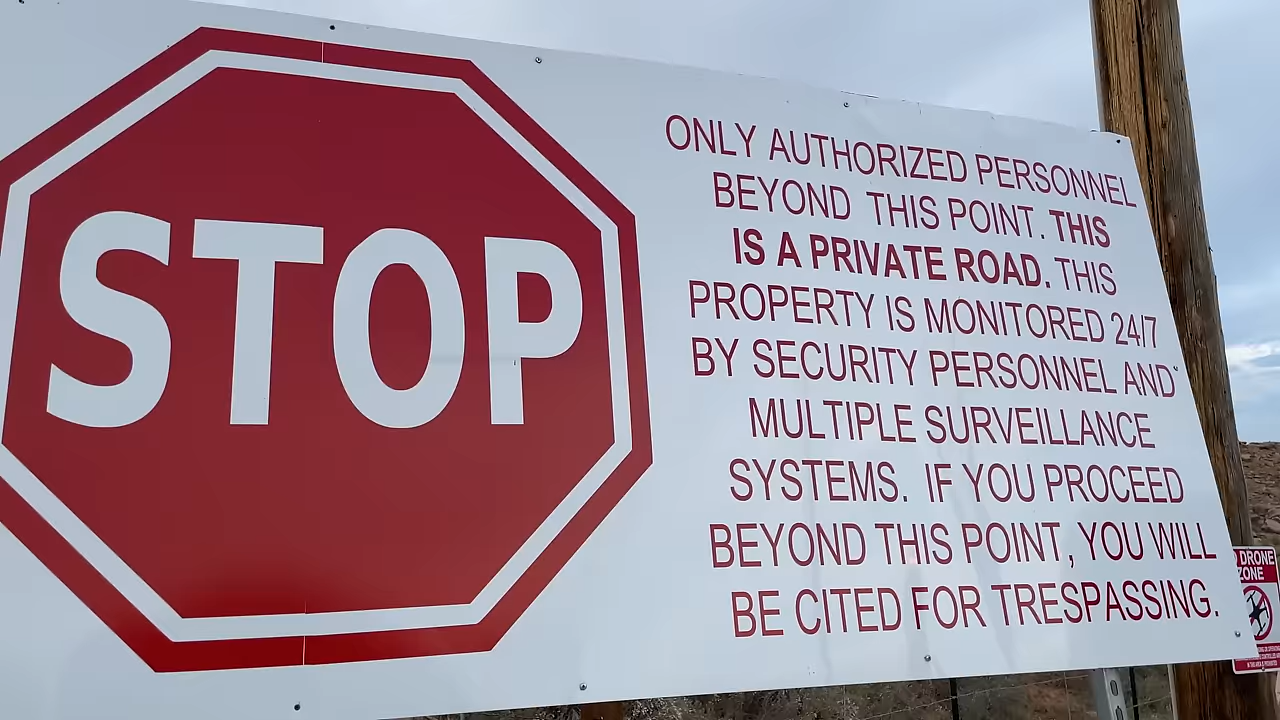 STOP
ONLY AUTHORIZED PERSONNEL
BEYOND THIS POINT. THIS
IS A PRIVATE ROAD. THIS
PROPERTY IS MONITORED 24/7
BY SECURITY PERSONNEL AND
MULTIPLE SURVEILLANCE
SYSTEMS. IF YOU PROCEED
BEYOND THIS POINT, YOU WILL
BE CITED FOR TRESPASSING.
DRONE
ZONE